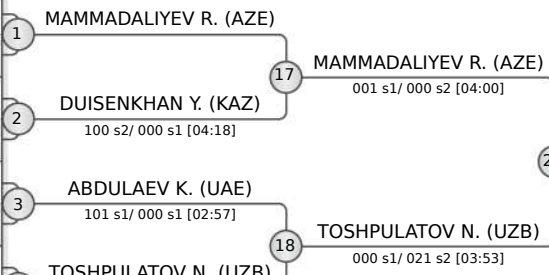 MAMMADALIYEV R. (AZE)
1
17
MAMMADALIYEV R. (AZE)
001 s1/ 000 s2 [04:00]
DUISENKHAN Y. (KAZ)
2
100 s2/ 000 s1 [04:18]
ABDULAEV K. (UAE)
3
101 s1/ 000 s1 [02:57]
18
TOSHPULATOV N. (UZB)
000 s1/ 021 s2 [03:53]
TOSHPULATOV N. (UZB)